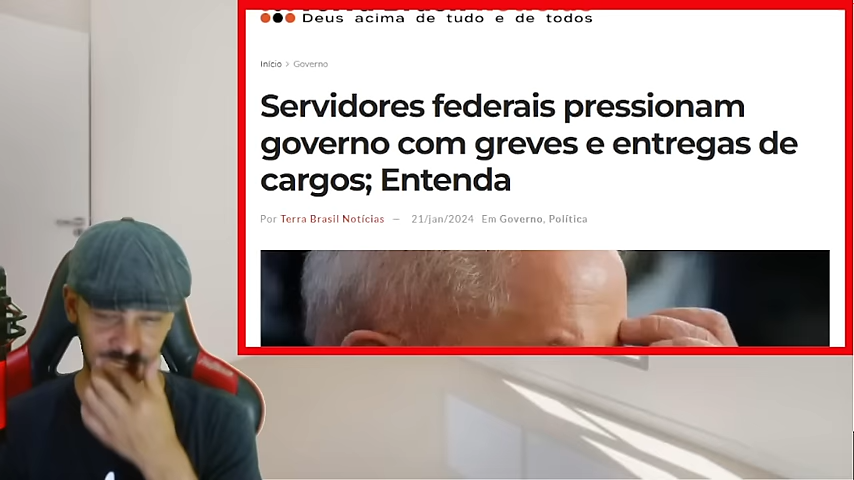 Deus acima de tudo e de todos
Início > Governo
Servidores federais pressionam
governo com greves e entregas de
cargos; Entenda
Por Terra Brasil Notícias — 21/jan/2024 Em Governo, Política